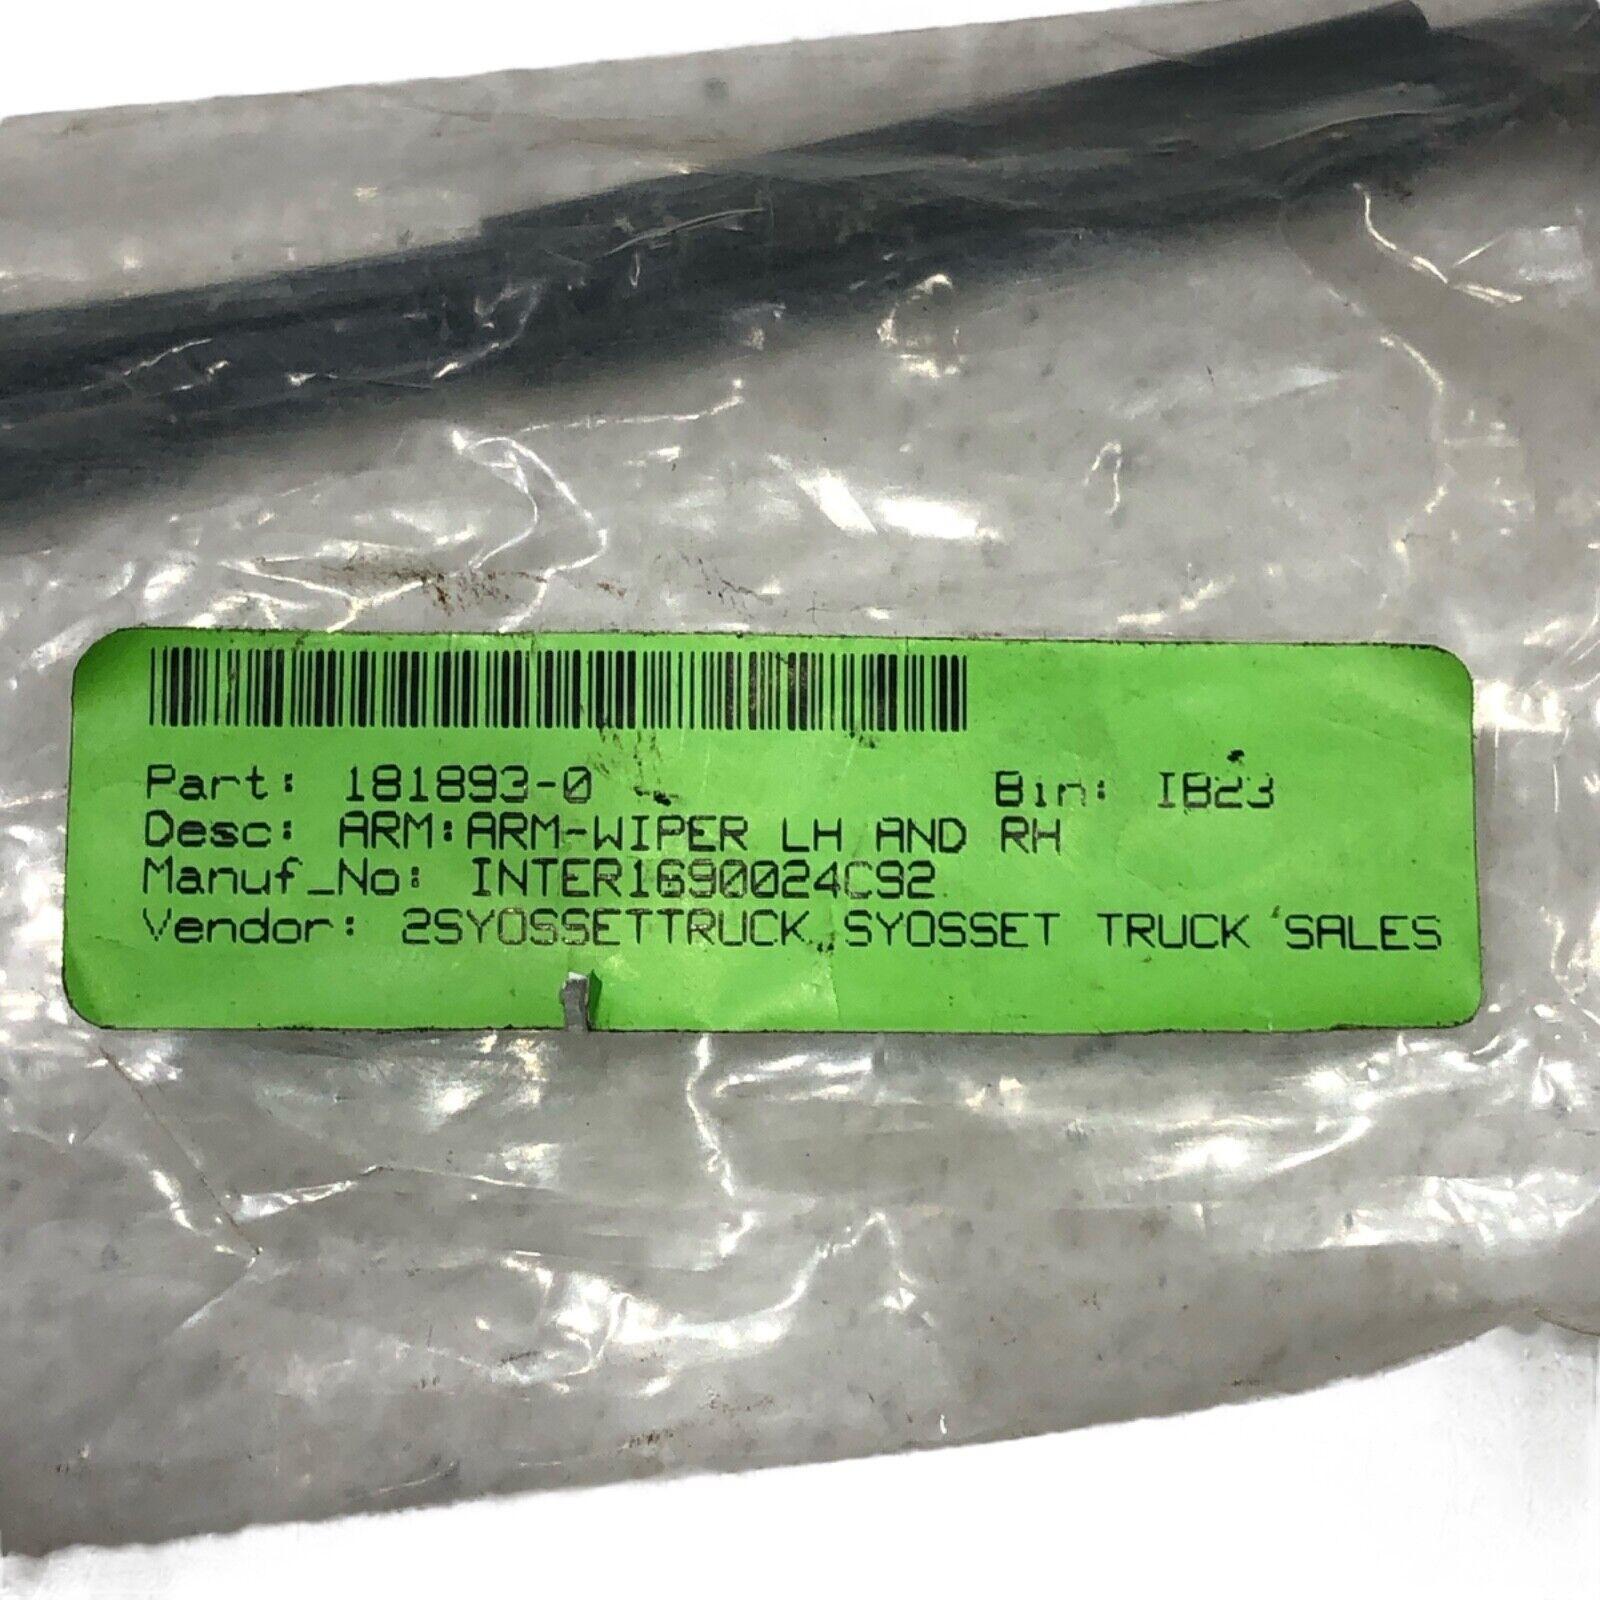 Part: 181893-0 Bin: IB23
Desc: ARM:ARM-WIPER LH AND RH
Manuf_No: INTER1690024C92
Vendor: 2SYOSSETTRUCK SYOSSET TRUCK SALES